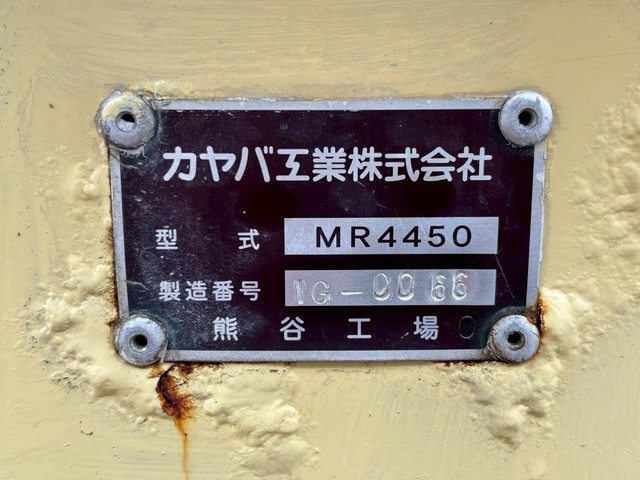 カヤバ工業株式会社
型式 MR4450
製造番号 1G-0066
熊谷工場